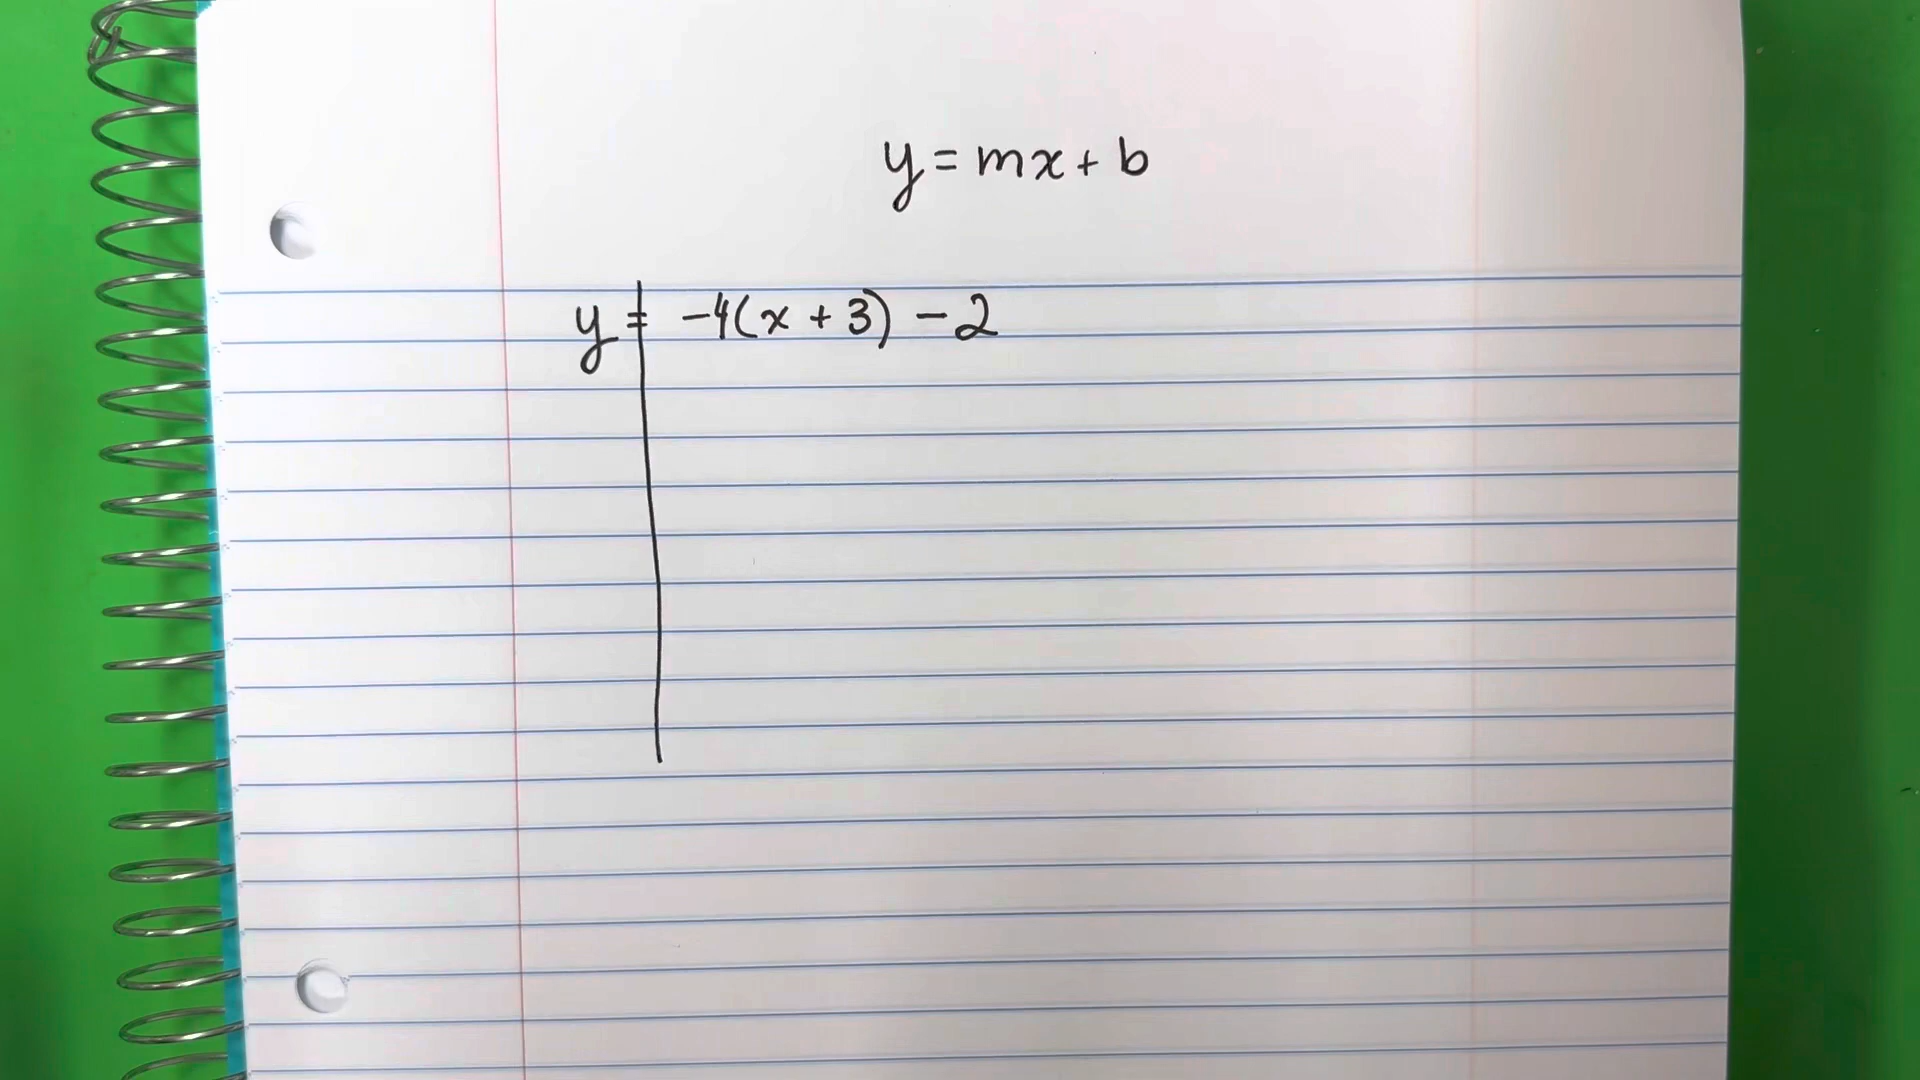 y = mx + b
y = -4(x + 3) - 2